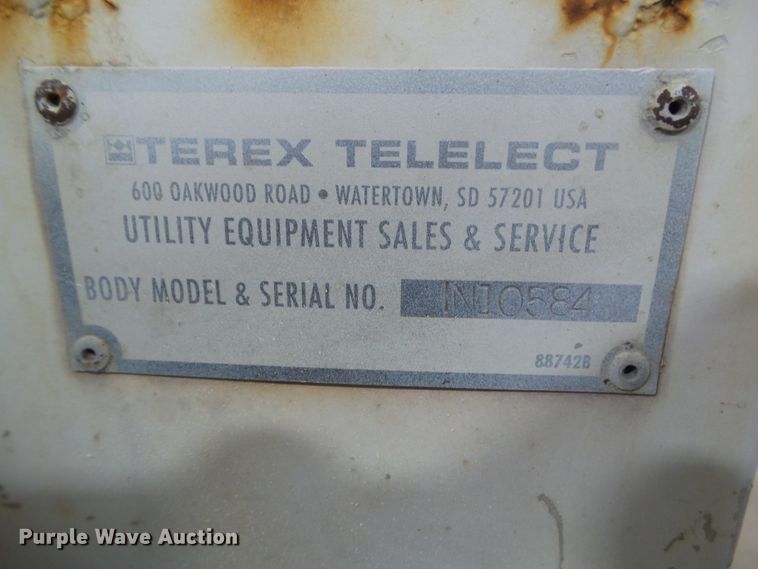 TEREX TELELECT
600 OAKWOOD ROAD • WATERTOWN, SD 57201 USA
UTILITY EQUIPMENT SALES & SERVICE
BODY MODEL & SERIAL NO. INJ0584
88742B
Purple Wave Auction